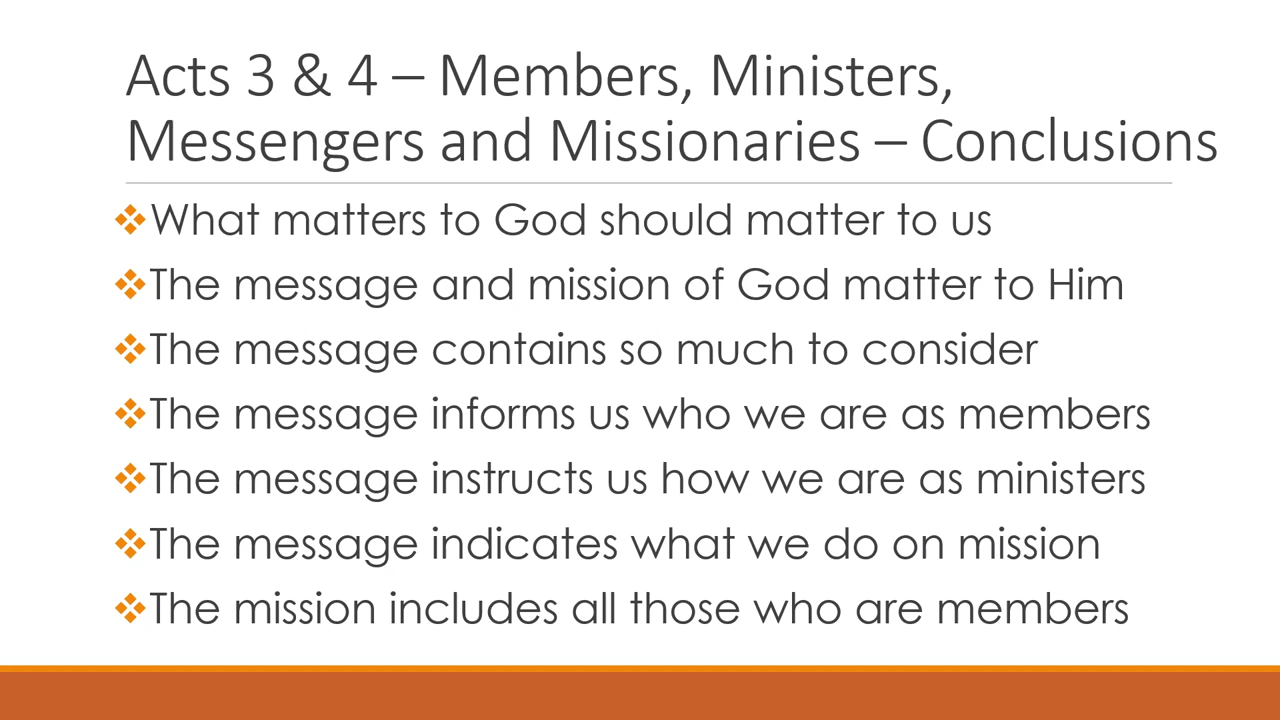 Acts 3 & 4 – Members, Ministers,
Messengers and Missionaries – Conclusions
❖What matters to God should matter to us
❖The message and mission of God matter to Him
❖The message contains so much to consider
❖The message informs us who we are as members
❖The message instructs us how we are as ministers
❖The message indicates what we do on mission
❖The mission includes all those who are members